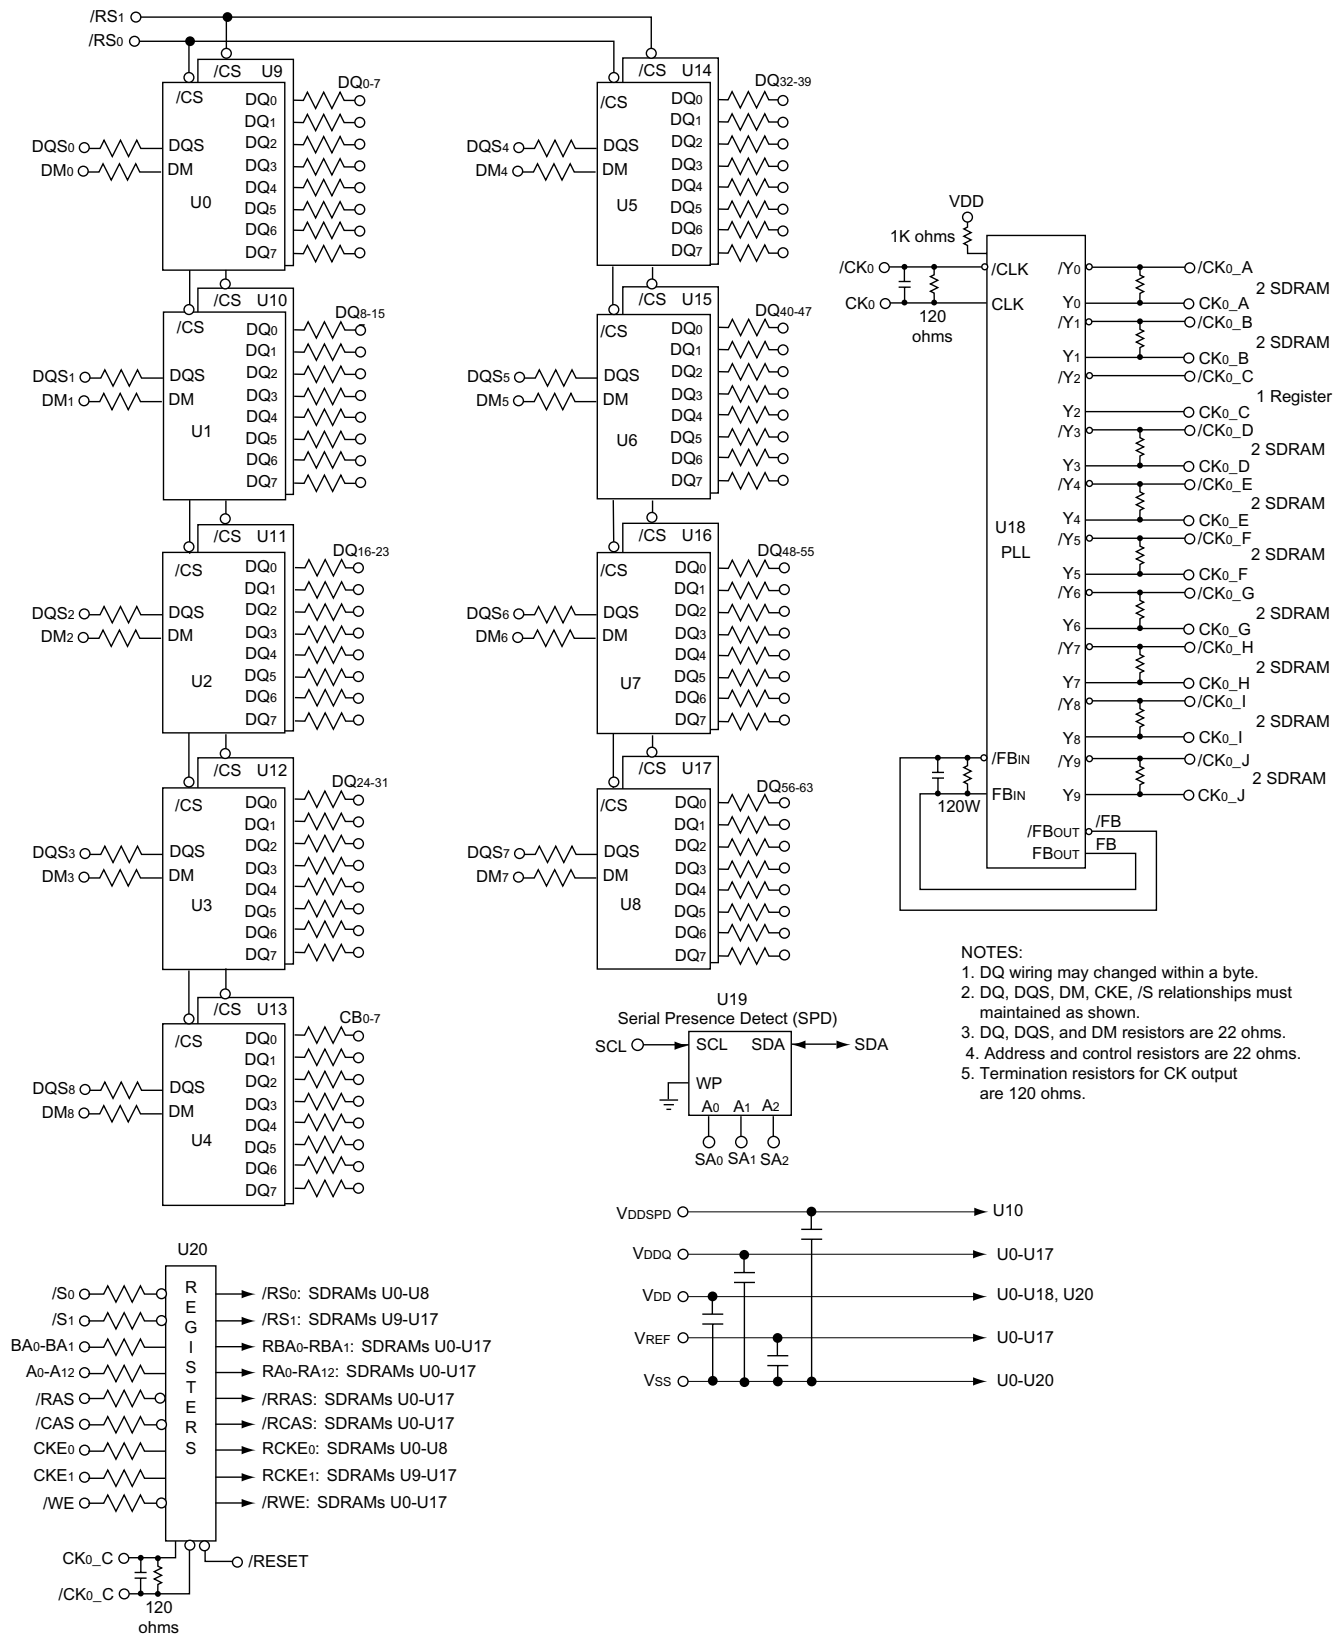 /RS1
/RS0
/CS U9
/CS
DQ0-7
DQ0
DQ1
DQ2
DQ3
DQ4
DQ5
DQ6
DQ7
DQS0
DM0
DQS
DM
U0
/CS U10
/CS
DQ8-15
DQ0
DQ1
DQ2
DQ3
DQ4
DQ5
DQ6
DQ7
DQS1
DM1
DQS
DM
U1
/CS U11
/CS
DQ16-23
DQ0
DQ1
DQ2
DQ3
DQ4
DQ5
DQ6
DQ7
DQS2
DM2
DQS
DM
U2
/CS U12
/CS
DQ24-31
DQ0
DQ1
DQ2
DQ3
DQ4
DQ5
DQ6
DQ7
DQS3
DM3
DQS
DM
U3
/CS U13
/CS
CB0-7
DQ0
DQ1
DQ2
DQ3
DQ4
DQ5
DQ6
DQ7
DQS8
DM8
DQS
DM
U4
/CS U14
/CS
DQ32-39
DQ0
DQ1
DQ2
DQ3
DQ4
DQ5
DQ6
DQ7
DQS4
DM4
DQS
DM
U5
/CS U15
/CS
DQ40-47
DQ0
DQ1
DQ2
DQ3
DQ4
DQ5
DQ6
DQ7
DQS5
DM5
DQS
DM
U6
/CS U16
/CS
DQ48-55
DQ0
DQ1
DQ2
DQ3
DQ4
DQ5
DQ6
DQ7
DQS6
DM6
DQS
DM
U7
/CS U17
/CS
DQ56-63
DQ0
DQ1
DQ2
DQ3
DQ4
DQ5
DQ6
DQ7
DQS7
DM7
DQS
DM
U8
VDD
1K ohms
/CK0
CK0
120
ohms
/CLK
CLK
U18
PLL
/Y0
/CK0_A
2 SDRAM
Y0
CK0_A
/Y1
/CK0_B
2 SDRAM
Y1
CK0_B
/Y2
/CK0_C
1 Register
Y2
CK0_C
/Y3
/CK0_D
2 SDRAM
Y3
CK0_D
/Y4
/CK0_E
2 SDRAM
Y4
CK0_E
/Y5
/CK0_F
2 SDRAM
Y5
CK0_F
/Y6
/CK0_G
2 SDRAM
Y6
CK0_G
/Y7
/CK0_H
2 SDRAM
Y7
CK0_H
/Y8
/CK0_I
2 SDRAM
Y8
CK0_I
/FBIN
/Y9
/CK0_J
2 SDRAM
120W
FBIN
Y9
CK0_J
/FBOUT
/FB
FBOUT
FB
NOTES:
1. DQ wiring may changed within a byte.
2. DQ, DQS, DM, CKE, /S relationships must
maintained as shown.
3. DQ, DQS, and DM resistors are 22 ohms.
4. Address and control resistors are 22 ohms.
5. Termination resistors for CK output
are 120 ohms.
U19
Serial Presence Detect (SPD)
SCL
SCL SDA
SDA
WP
A0 A1 A2
SA0 SA1 SA2
VDDSPD
U10
VDDQ
U0-U17
VDD
U0-U18, U20
VREF
U0-U17
VSS
U0-U20
U20
REGISTERS
/S0
/RS0: SDRAMs U0-U8
/S1
/RS1: SDRAMs U9-U17
BA0-BA1
RBA0-RBA1: SDRAMs U0-U17
A0-A12
RA0-RA12: SDRAMs U0-U17
/RAS
/RRAS: SDRAMs U0-U17
/CAS
/RCAS: SDRAMs U0-U17
CKE0
RCKE0: SDRAMs U0-U8
CKE1
RCKE1: SDRAMs U9-U17
/WE
/RWE: SDRAMs U0-U17
CK0_C
/RESET
/CK0_C
120
ohms